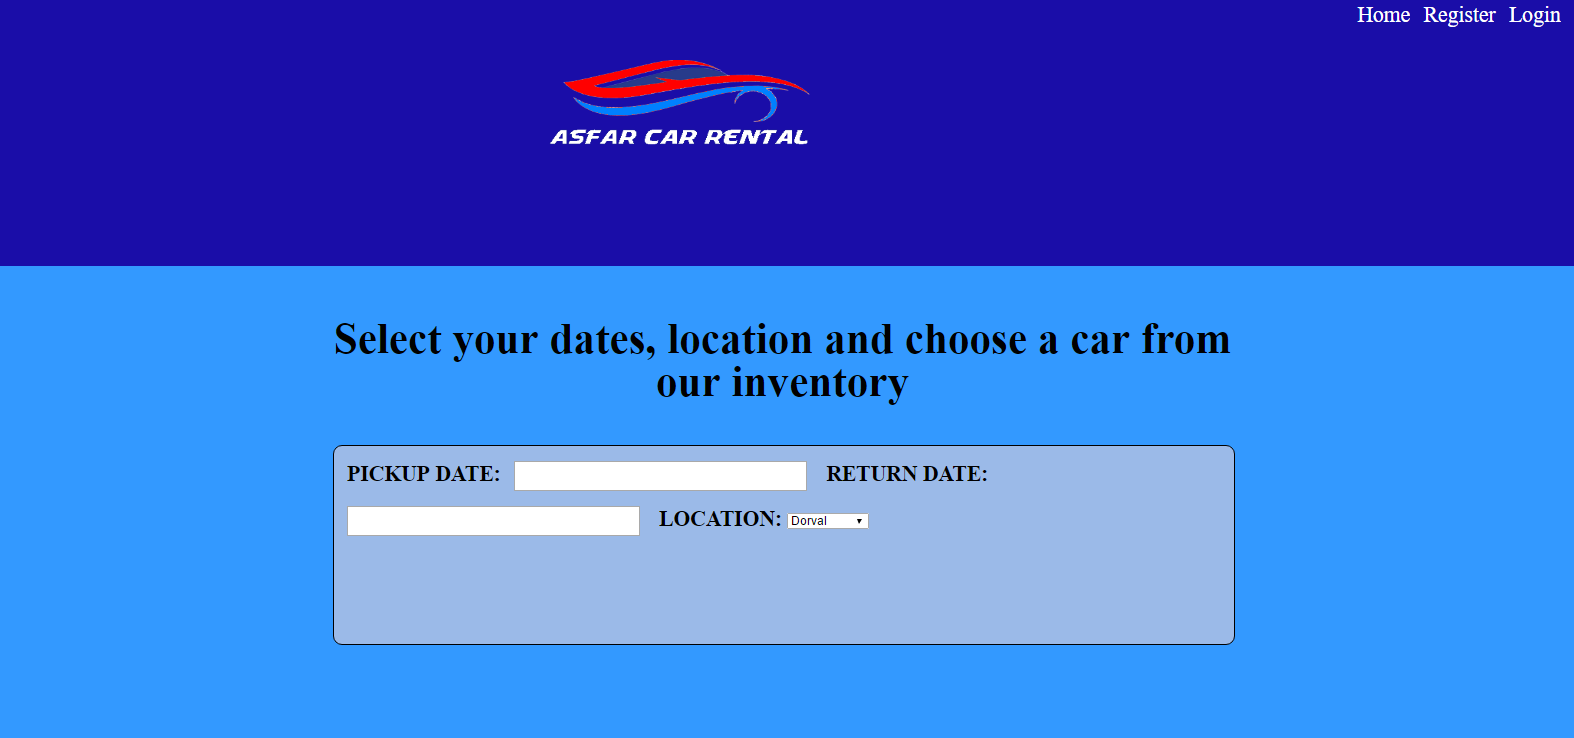 Home Register Login
ASFAR CAR RENTAL
Select your dates, location and choose a car from
our inventory
PICKUP DATE: RETURN DATE:
LOCATION: Dorval